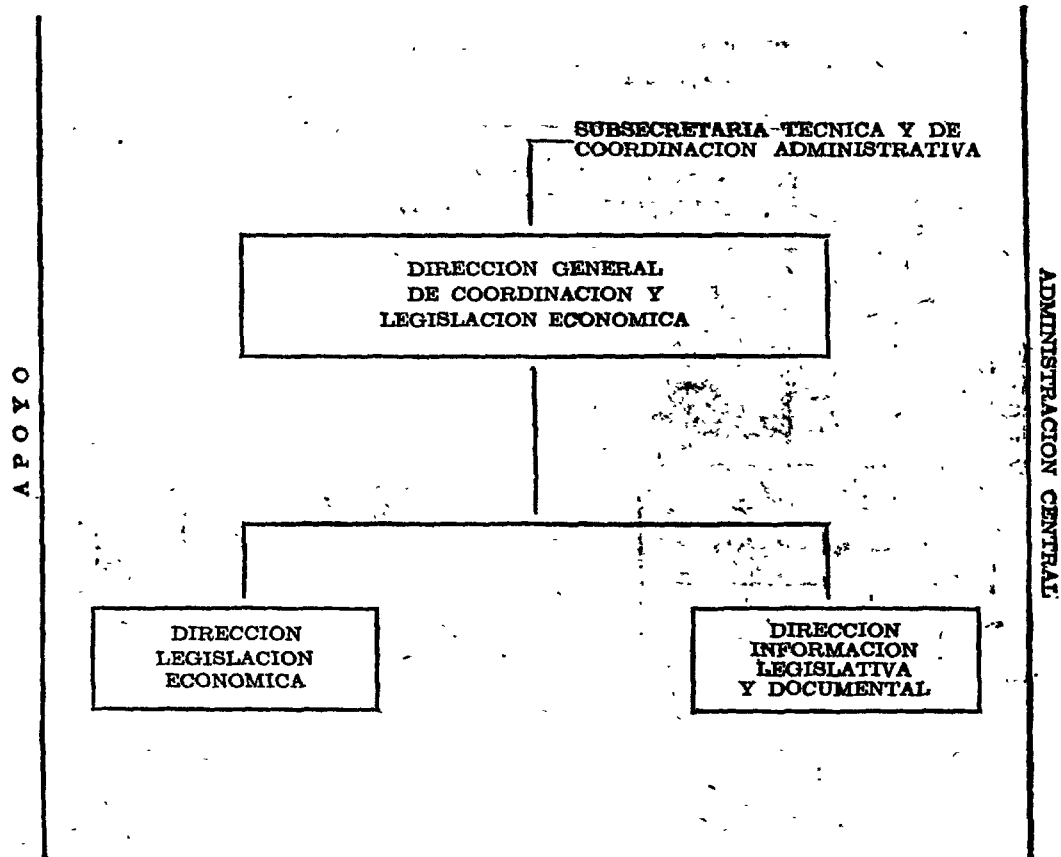 SUBSECRETARIA TECNICA Y DE
COORDINACION ADMINISTRATIVA
DIRECCION GENERAL
DE COORDINACION Y
LEGISLACION ECONOMICA
APOYO
ADMINISTRACION CENTRAL
DIRECCION
LEGISLACION
ECONOMICA
DIRECCION
INFORMACION
LEGISLATIVA
Y DOCUMENTAL